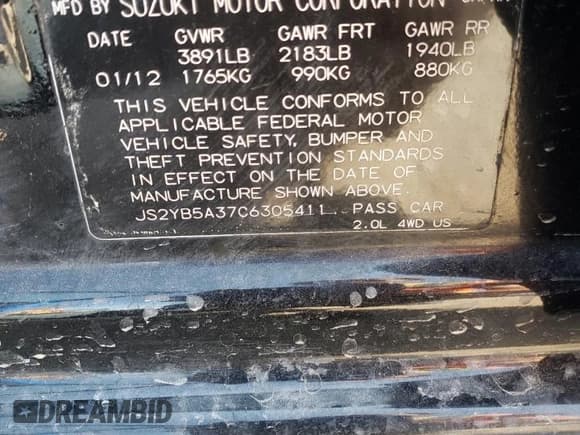 MFD BY SUZUKI MOTOR CORPORATION
DATE GVWR GAWR FRT GAWR RR
3891LB 2183LB 1940LB
01/12 1765KG 990KG 880KG
THIS VEHICLE CONFORMS TO ALL
APPLICABLE FEDERAL MOTOR
VEHICLE SAFETY, BUMPER AND
THEFT PREVENTION STANDARDS
IN EFFECT ON THE DATE OF
MANUFACTURE SHOWN ABOVE.
JS2YB5A37C6305411 PASS CAR
2.0L 4WD US
DREAMBID